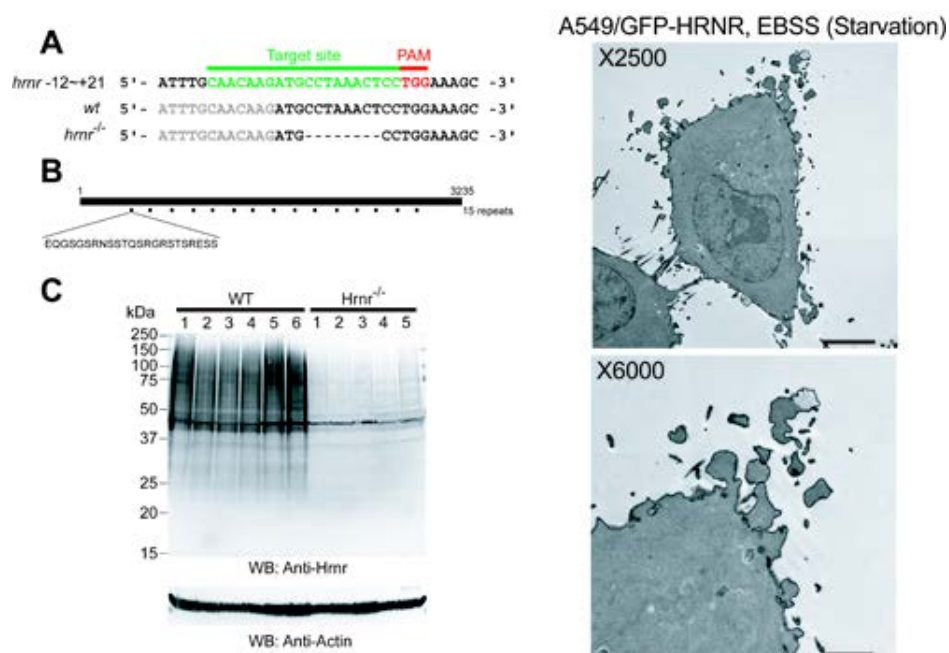 A
Target site
PAM
hrnr -12~+21 5'- ATTTGCAACAAGATGCCTAAACTCCTGGAAAGC -3'
wt 5'- ATTTGCAACAAGATGCCTAAACTCCTGGAAAGC -3'
hrnr-/- 5'- ATTTGCAACAAGATG--------CCTGGAAAGC -3'
B
1
3235
15 repeats
EQGSGSRNSSTQSRGRSTSRESS
C
WT
Hrnr-/-
kDa
1 2 3 4 5 6 1 2 3 4 5
250
150
100
75
50
37
25
20
15
WB: Anti-Hrnr
WB: Anti-Actin
A549/GFP-HRNR, EBSS (Starvation)
X2500
X6000